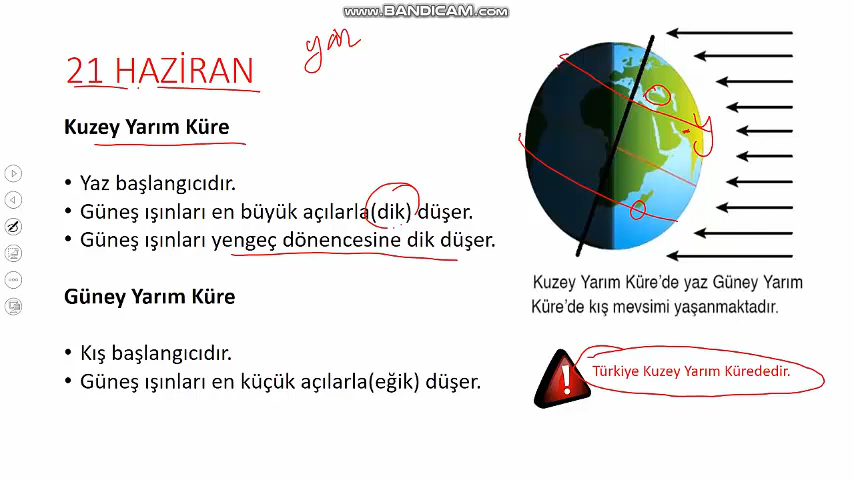 www.BANDICAM.com
21 HAZİRAN
yaz
Kuzey Yarım Küre
• Yaz başlangıcıdır.
• Güneş ışınları en büyük açılarla(dik) düşer.
• Güneş ışınları yengeç dönencesine dik düşer.
Güney Yarım Küre
• Kış başlangıcıdır.
• Güneş ışınları en küçük açılarla(eğik) düşer.
Y
Kuzey Yarım Küre'de yaz Güney Yarım
Küre'de kış mevsimi yaşanmaktadır.
Türkiye Kuzey Yarım Kürededir.